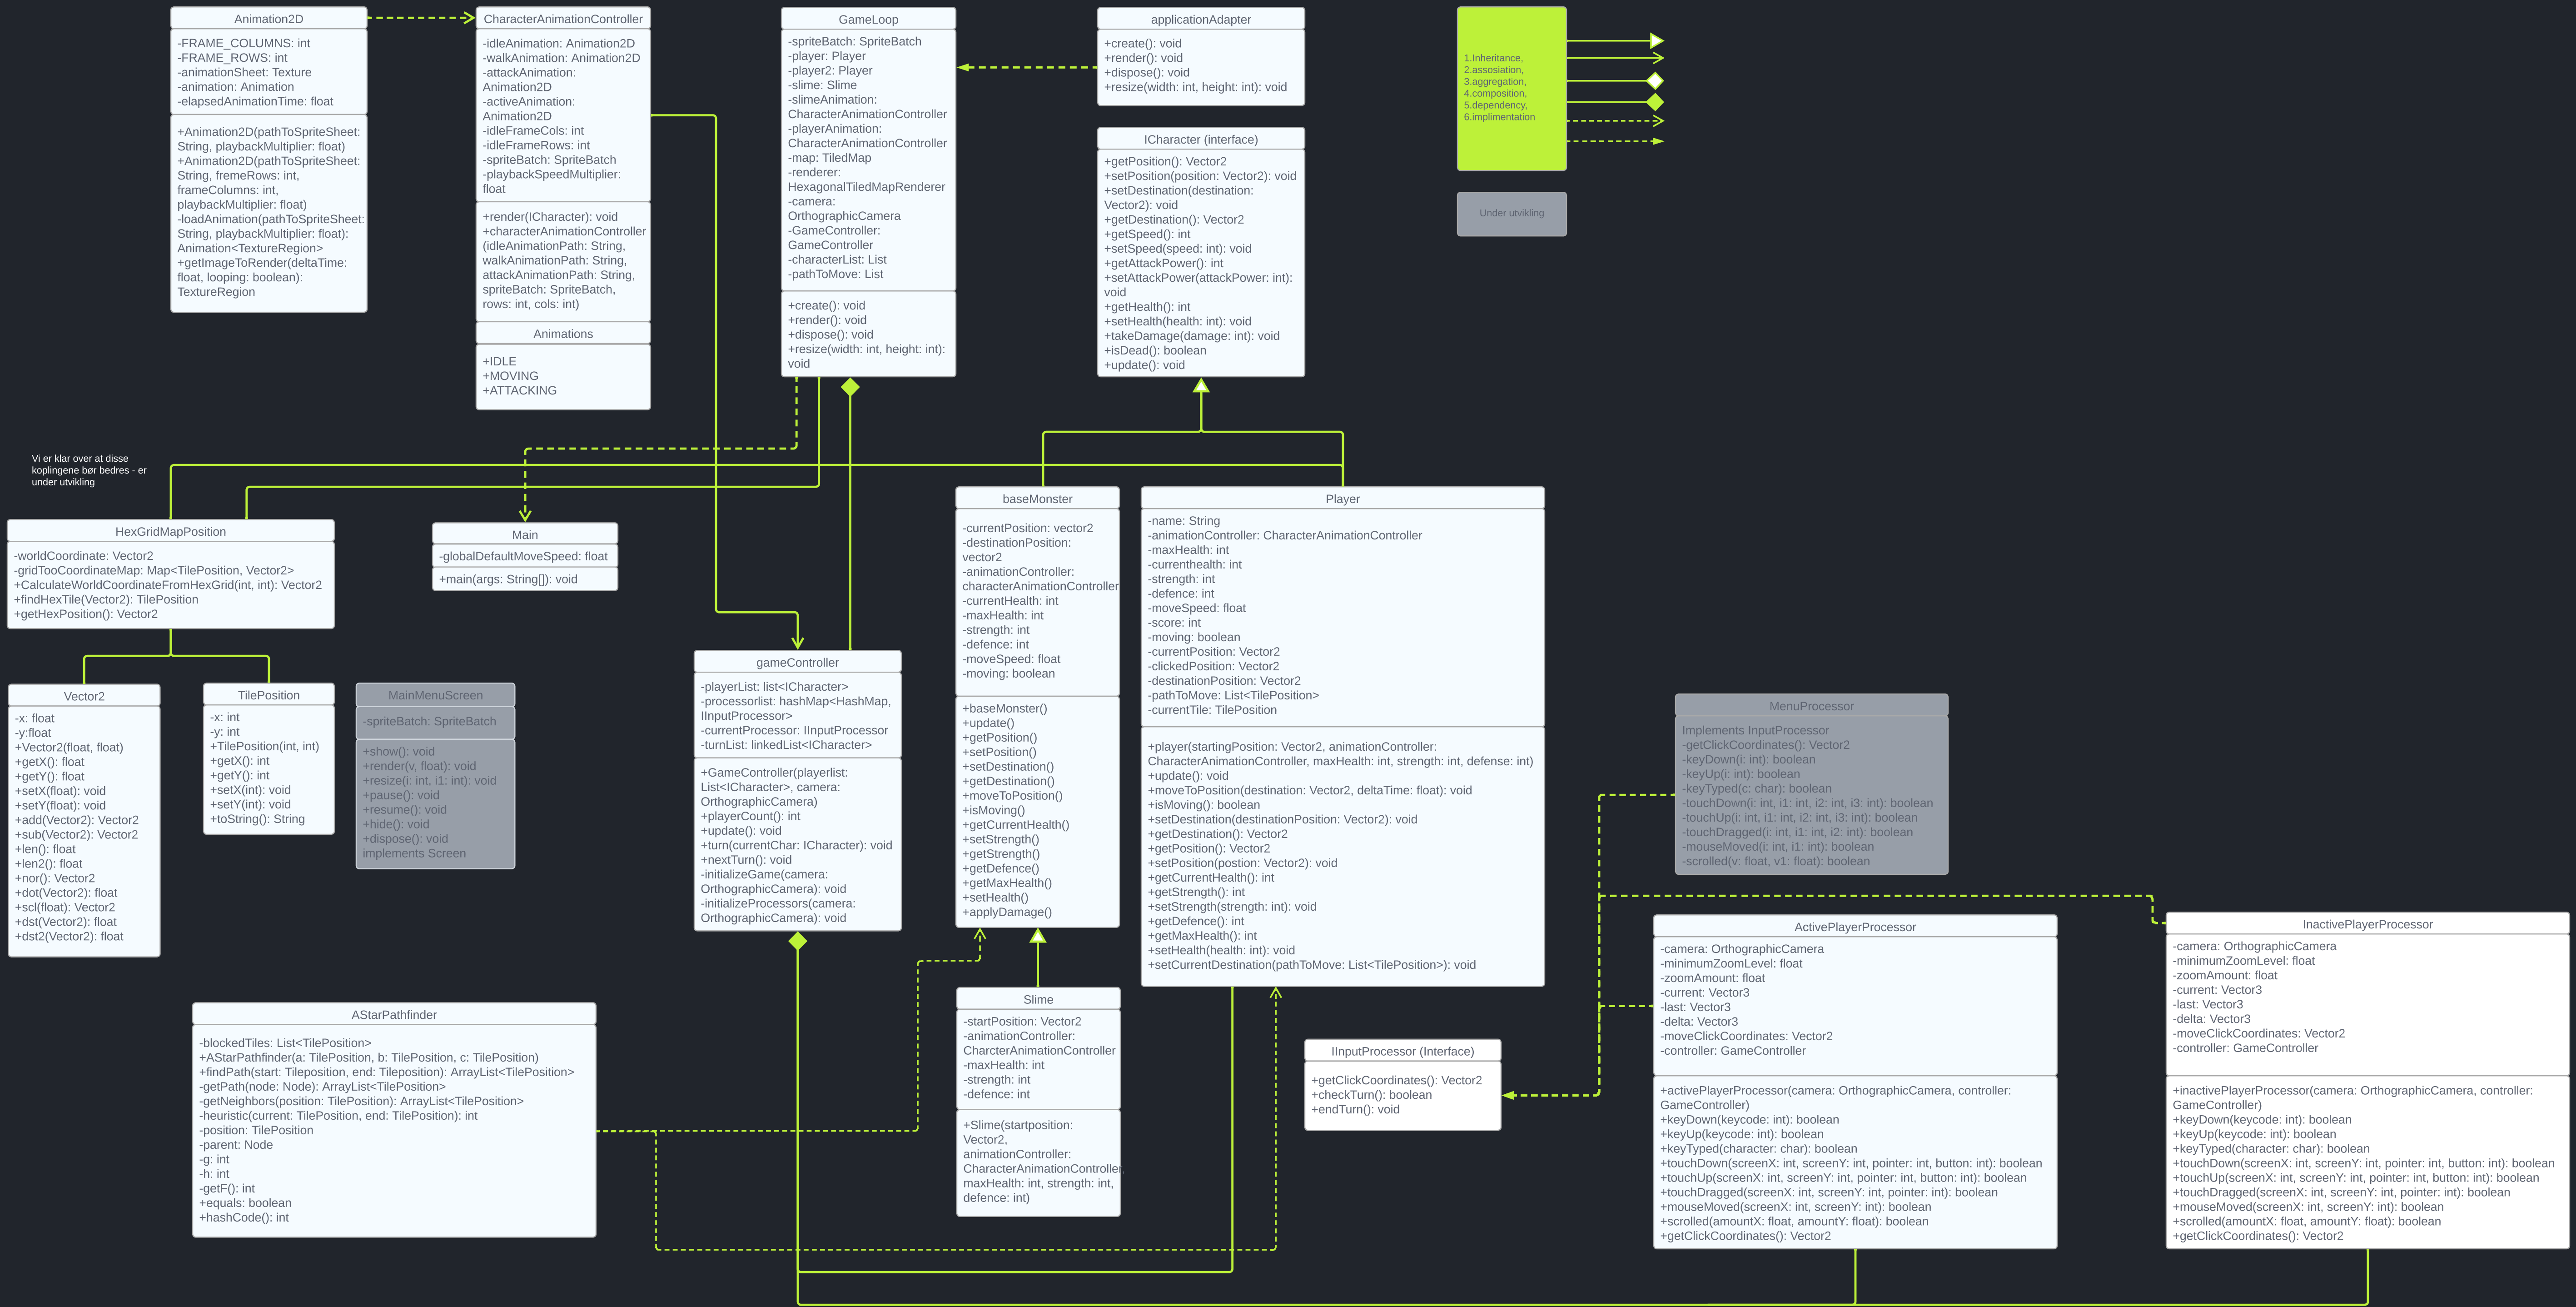 Animation2D
-FRAME_COLUMNS: int
-FRAME_ROWS: int
-animationSheet: Texture
-animation: Animation
-elapsedAnimationTime: float
+Animation2D(pathToSpriteSheet:
String, playbackMultiplier: float)
+Animation2D(pathToSpriteSheet:
String, fremeRows: int,
frameColumns: int,
playbackMultiplier: float)
-loadAnimation(pathToSpriteSheet:
String, playbackMultiplier: float):
Animation<TextureRegion>
+getImageToRender(deltaTime:
float, looping: boolean):
TextureRegion
CharacterAnimationController
-idleAnimation: Animation2D
-walkAnimation: Animation2D
-attackAnimation:
Animation2D
-activeAnimation:
Animation2D
-idleFrameCols: int
-idleFrameRows: int
-spriteBatch: SpriteBatch
-playbackSpeedMultiplier:
float
+render(ICharacter): void
+characterAnimationController
(idleAnimationPath: String,
walkAnimationPath: String,
attackAnimationPath: String,
spriteBatch: SpriteBatch,
rows: int, cols: int)
Animations
+IDLE
+MOVING
+ATTACKING
GameLoop
-spriteBatch: SpriteBatch
-player: Player
-player2: Player
-slime: Slime
-slimeAnimation:
CharacterAnimationController
-playerAnimation:
CharacterAnimationController
-map: TiledMap
-renderer:
HexagonalTiledMapRenderer
-camera:
OrthographicCamera
-GameController:
GameController
-characterList: List
-pathToMove: List
+create(): void
+render(): void
+dispose(): void
+resize(width: int, height: int):
void
applicationAdapter
+create(): void
+render(): void
+dispose(): void
+resize(width: int, height: int): void
ICharacter (interface)
+getPosition(): Vector2
+setPosition(position: Vector2): void
+setDestination(destination:
Vector2): void
+getDestination(): Vector2
+getSpeed(): int
+setSpeed(speed: int): void
+getAttackPower(): int
+setAttackPower(attackPower: int):
void
+getHealth(): int
+setHealth(health: int): void
+takeDamage(damage: int): void
+isDead(): boolean
+update(): void
1.Inheritance,
2.assosiation,
3.aggregation,
4.composition,
5.dependency,
6.implimentation
Under utvikling
Vi er klar over at disse
koplingene bør bedres - er
under utvikling
HexGridMapPosition
-worldCoordinate: Vector2
-gridTooCoordinateMap: Map<TilePosition, Vector2>
+CalculateWorldCoordinateFromHexGrid(int, int): Vector2
+findHexTile(Vector2): TilePosition
+getHexPosition(): Vector2
Main
-globalDefaultMoveSpeed: float
+main(args: String[]): void
Vector2
-x: float
-y:float
+Vector2(float, float)
+getX(): float
+getY(): float
+setX(float): void
+setY(float): void
+add(Vector2): Vector2
+sub(Vector2): Vector2
+len(): float
+len2(): float
+nor(): Vector2
+dot(Vector2): float
+scl(float): Vector2
+dst(Vector2): float
+dst2(Vector2): float
TilePosition
-x: int
-y: int
+TilePosition(int, int)
+getX(): int
+getY(): int
+setX(int): void
+setY(int): void
+toString(): String
MainMenuScreen
-spriteBatch: SpriteBatch
+show(): void
+render(v, float): void
+resize(i: int, i1: int): void
+pause(): void
+resume(): void
+hide(): void
+dispose(): void
implements Screen
gameController
-playerList: list<ICharacter>
-processorlist: hashMap<HashMap,
IInputProcessor>
-currentProcessor: IInputProcessor
-turnList: linkedList<ICharacter>
+GameController(playerlist:
List<ICharacter>, camera:
OrthographicCamera)
+playerCount(): int
+update(): void
+turn(currentChar: ICharacter): void
+nextTurn(): void
-initializeGame(camera:
OrthographicCamera): void
-initializeProcessors(camera:
OrthographicCamera): void
baseMonster
-currentPosition: vector2
-destinationPosition:
vector2
-animationController:
characterAnimationController
-currentHealth: int
-maxHealth: int
-strength: int
-defence: int
-moveSpeed: float
-moving: boolean
+baseMonster()
+update()
+getPosition()
+setPosition()
+setDestination()
+getDestination()
+moveToPosition()
+isMoving()
+getCurrentHealth()
+setStrength()
+getStrength()
+getDefence()
+getMaxHealth()
+setHealth()
+applyDamage()
Player
-name: String
-animationController: CharacterAnimationController
-maxHealth: int
-currenthealth: int
-strength: int
-defence: int
-moveSpeed: float
-score: int
-moving: boolean
-currentPosition: Vector2
-clickedPosition: Vector2
-destinationPosition: Vector2
-pathToMove: List<TilePosition>
-currentTile: TilePosition
+player(startingPosition: Vector2, animationController:
CharacterAnimationController, maxHealth: int, strength: int, defense: int)
+update(): void
+moveToPosition(destination: Vector2, deltaTime: float): void
+isMoving(): boolean
+setDestination(destinationPosition: Vector2): void
+getDestination(): Vector2
+getPosition(): Vector2
+setPosition(postion: Vector2): void
+getCurrentHealth(): int
+getStrength(): int
+setStrength(strength: int): void
+getDefence(): int
+getMaxHealth(): int
+setHealth(health: int): void
+setCurrentDestination(pathToMove: List<TilePosition>): void
MenuProcessor
Implements InputProcessor
-getClickCoordinates(): Vector2
-keyDown(i: int): boolean
-keyUp(i: int): boolean
-keyTyped(c: char): boolean
-touchDown(i: int, i1: int, i2: int, i3: int): boolean
-touchUp(i: int, i1: int, i2: int, i3: int): boolean
-touchDragged(i: int, i1: int, i2: int): boolean
-mouseMoved(i: int, i1: int): boolean
-scrolled(v: float, v1: float): boolean
AStarPathfinder
-blockedTiles: List<TilePosition>
+AStarPathfinder(a: TilePosition, b: TilePosition, c: TilePosition)
+findPath(start: Tileposition, end: Tileposition): ArrayList<TilePosition>
-getPath(node: Node): ArrayList<TilePosition>
-getNeighbors(position: TilePosition): ArrayList<TilePosition>
-heuristic(current: TilePosition, end: TilePosition): int
-position: TilePosition
-parent: Node
-g: int
-h: int
-getF(): int
+equals: boolean
+hashCode(): int
Slime
-startPosition: Vector2
-animationController:
CharcterAnimationController
-maxHealth: int
-strength: int
-defence: int
+Slime(startposition:
Vector2,
animationController:
CharacterAnimationController,
maxHealth: int, strength: int,
defence: int)
IInputProcessor (Interface)
+getClickCoordinates(): Vector2
+checkTurn(): boolean
+endTurn(): void
ActivePlayerProcessor
-camera: OrthographicCamera
-minimumZoomLevel: float
-zoomAmount: float
-current: Vector3
-last: Vector3
-delta: Vector3
-moveClickCoordinates: Vector2
-controller: GameController
+activePlayerProcessor(camera: OrthographicCamera, controller:
GameController)
+keyDown(keycode: int): boolean
+keyUp(keycode: int): boolean
+keyTyped(character: char): boolean
+touchDown(screenX: int, screenY: int, pointer: int, button: int): boolean
+touchUp(screenX: int, screenY: int, pointer: int, button: int): boolean
+touchDragged(screenX: int, screenY: int, pointer: int): boolean
+mouseMoved(screenX: int, screenY: int): boolean
+scrolled(amountX: float, amountY: float): boolean
+getClickCoordinates(): Vector2
InactivePlayerProcessor
-camera: OrthographicCamera
-minimumZoomLevel: float
-zoomAmount: float
-current: Vector3
-last: Vector3
-delta: Vector3
-moveClickCoordinates: Vector2
-controller: GameController
+inactivePlayerProcessor(camera: OrthographicCamera, controller:
GameController)
+keyDown(keycode: int): boolean
+keyUp(keycode: int): boolean
+keyTyped(character: char): boolean
+touchDown(screenX: int, screenY: int, pointer: int, button: int): boolean
+touchUp(screenX: int, screenY: int, pointer: int, button: int): boolean
+touchDragged(screenX: int, screenY: int, pointer: int): boolean
+mouseMoved(screenX: int, screenY: int): boolean
+scrolled(amountX: float, amountY: float): boolean
+getClickCoordinates(): Vector2